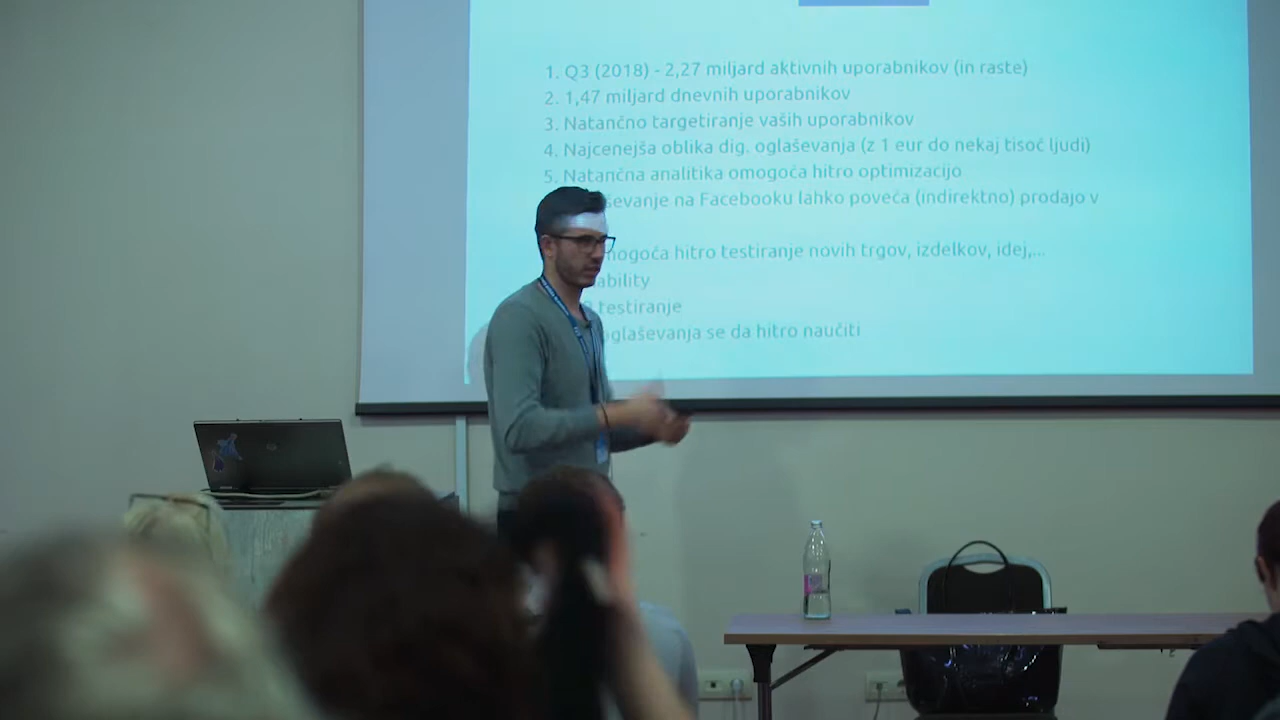 1. Q3 (2018) - 2,27 miljard aktivnih uporabnikov (in raste)
2. 1,47 miljard dnevnih uporabnikov
3. Natančno targetiranje vaših uporabnikov
4. Najcenejša oblika dig. oglaševanja (z 1 eur do nekaj tisoč ljudi)
5. Natančna analitika omogoča hitro optimizacijo
ševanje na Facebooku lahko poveča (indirektno) prodajo v
mogoča hitro testiranje novih trgov, izdelkov, idej,...
ability
testiranje
oglaševanja se da hitro naučiti